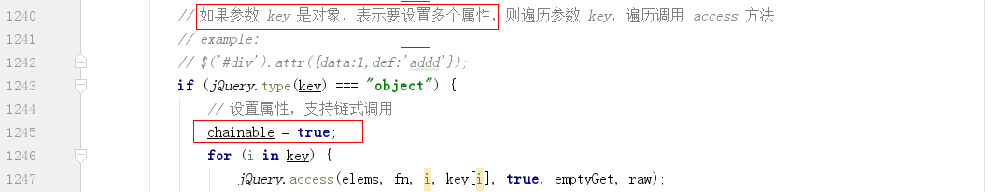 1240 // 如果参数 key 是对象，表示要设置多个属性，则遍历参数 key，遍历调用 access 方法
1241 // example:
1242 // $('#div').attr({data:1,def:'addd'});
1243 if (jQuery.type(key) === "object") {
1244 // 设置属性，支持链式调用
1245 chainable = true;
1246 for (i in key) {
1247 jQuery.access(elems, fn, i, key[i], true, emptyGet, raw);